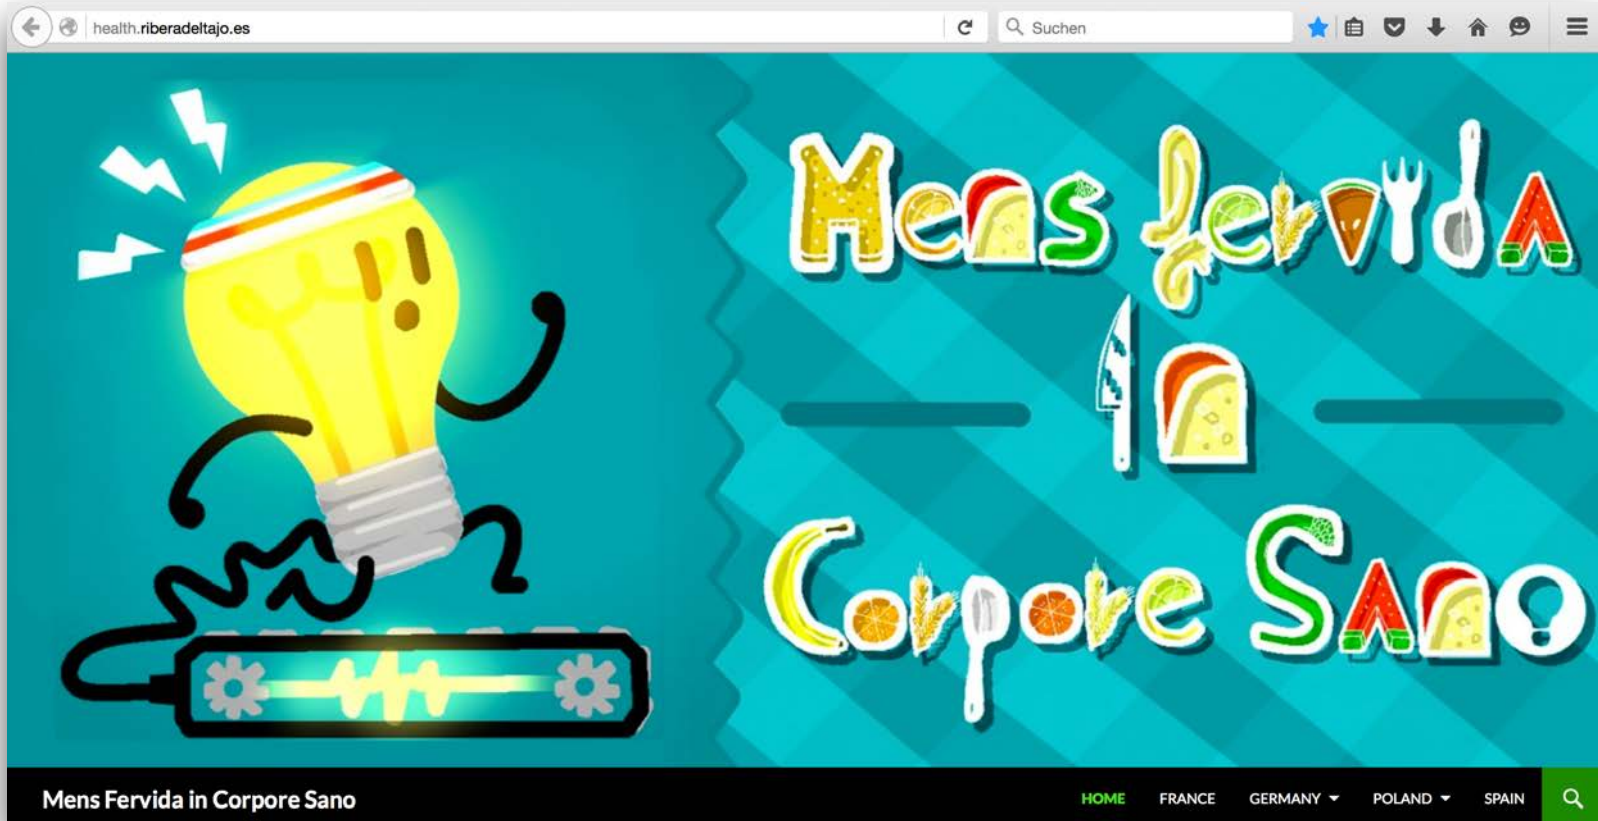 health.riberadeltajo.es
Suchen
Mens fervida
In
Corpore Sano
Mens Fervida in Corpore Sano
HOME FRANCE GERMANY POLAND SPAIN